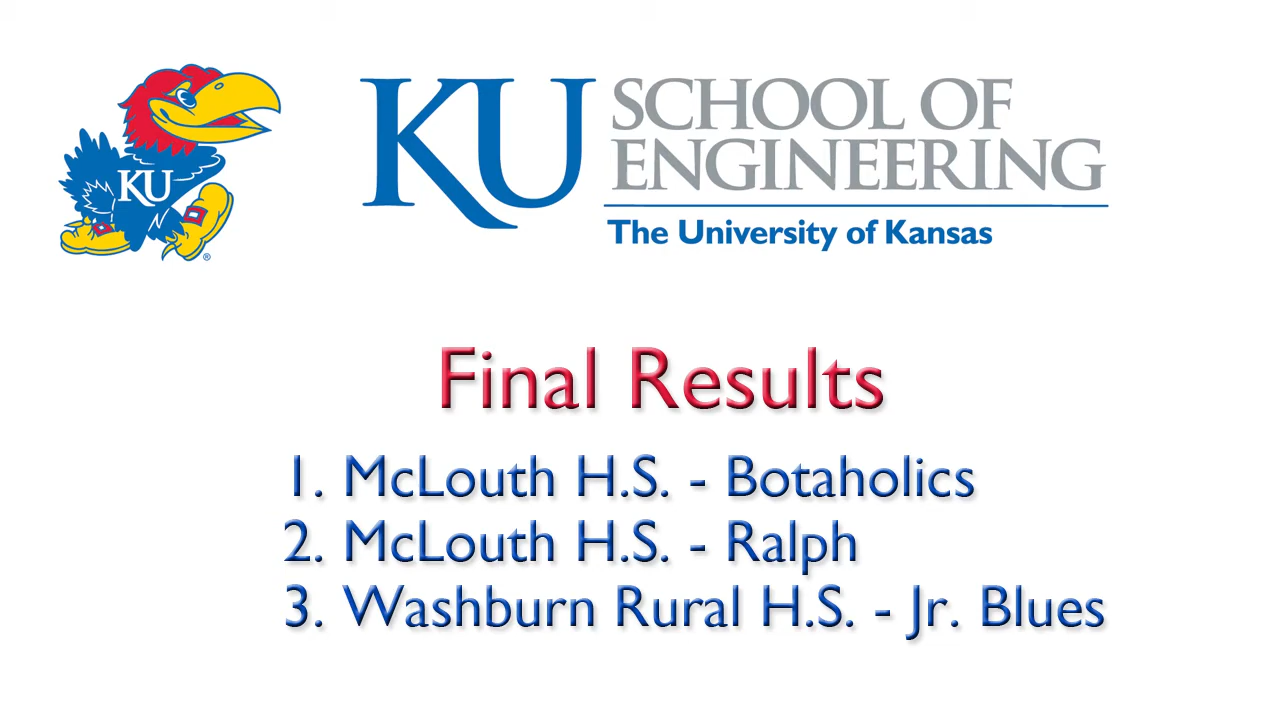 KU
KU
SCHOOL OF
ENGINEERING
The University of Kansas
Final Results
1. McLouth H.S. - Botaholics
2. McLouth H.S. - Ralph
3. Washburn Rural H.S. - Jr. Blues